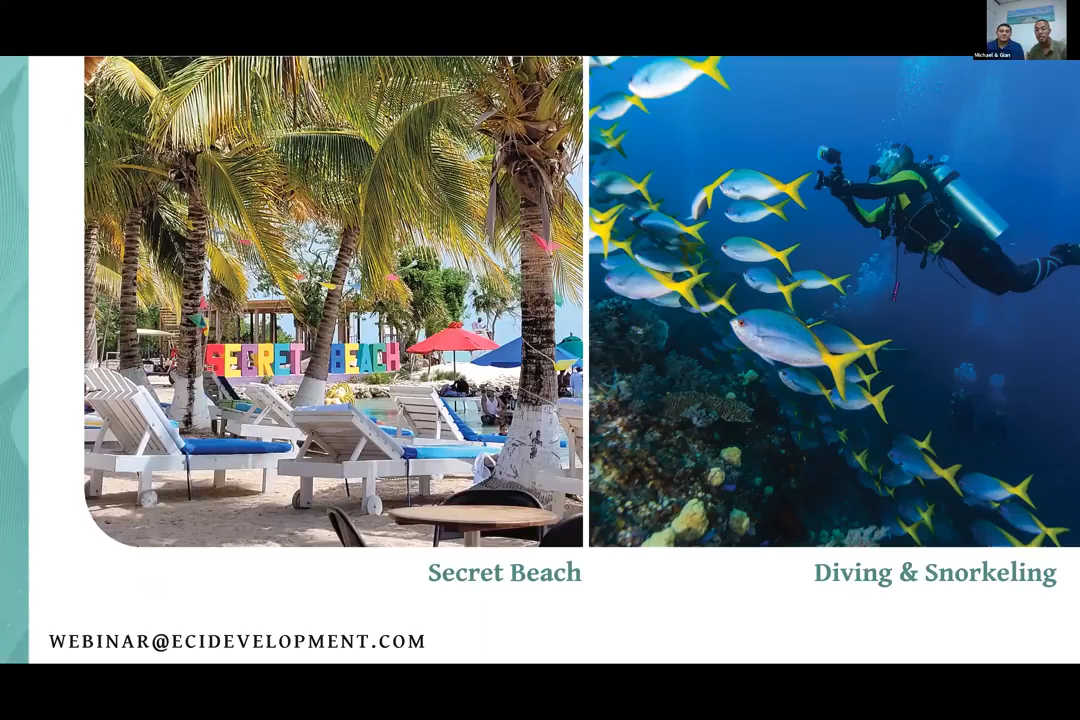 Michael & Gian
SECRET BEACH
Secret Beach
Diving & Snorkeling
WEBINAR@ECIDEVELOPMENT.COM